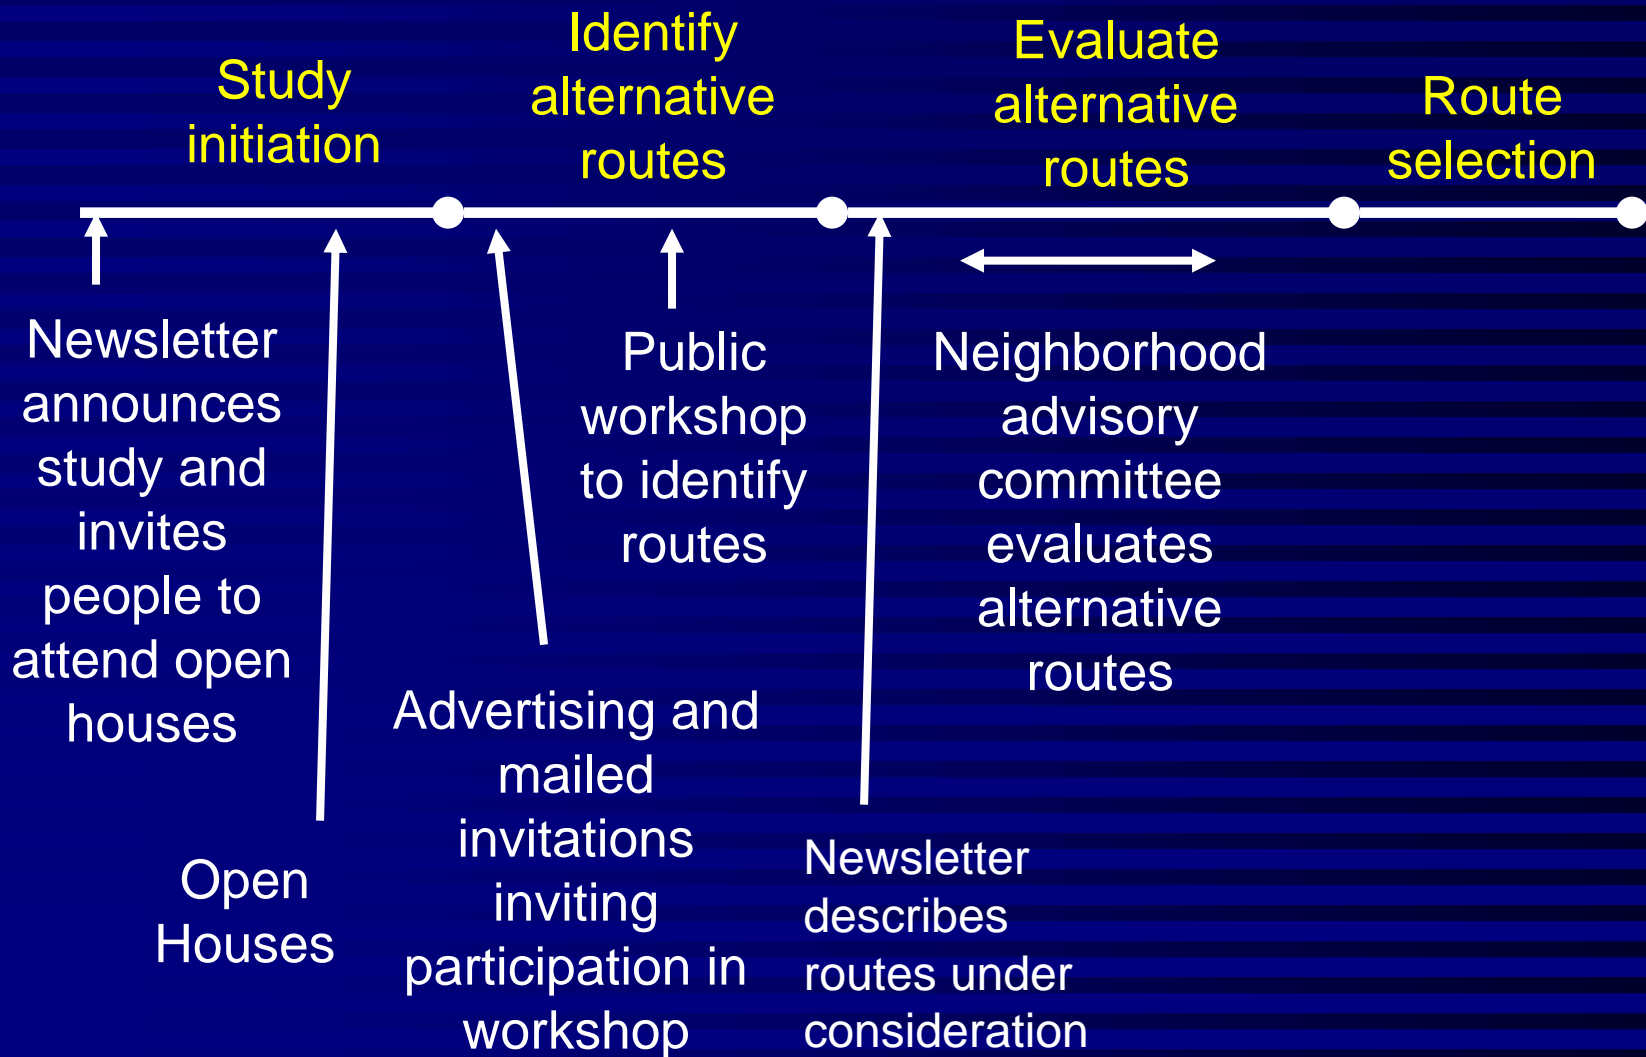 Study
initiation
Identify
alternative
routes
Evaluate
alternative
routes
Route
selection
Newsletter
announces
study and
invites
people to
attend open
houses
Open
Houses
Advertising and
mailed
invitations
inviting
participation in
workshop
Public
workshop
to identify
routes
Newsletter
describes
routes under
consideration
Neighborhood
advisory
committee
evaluates
alternative
routes